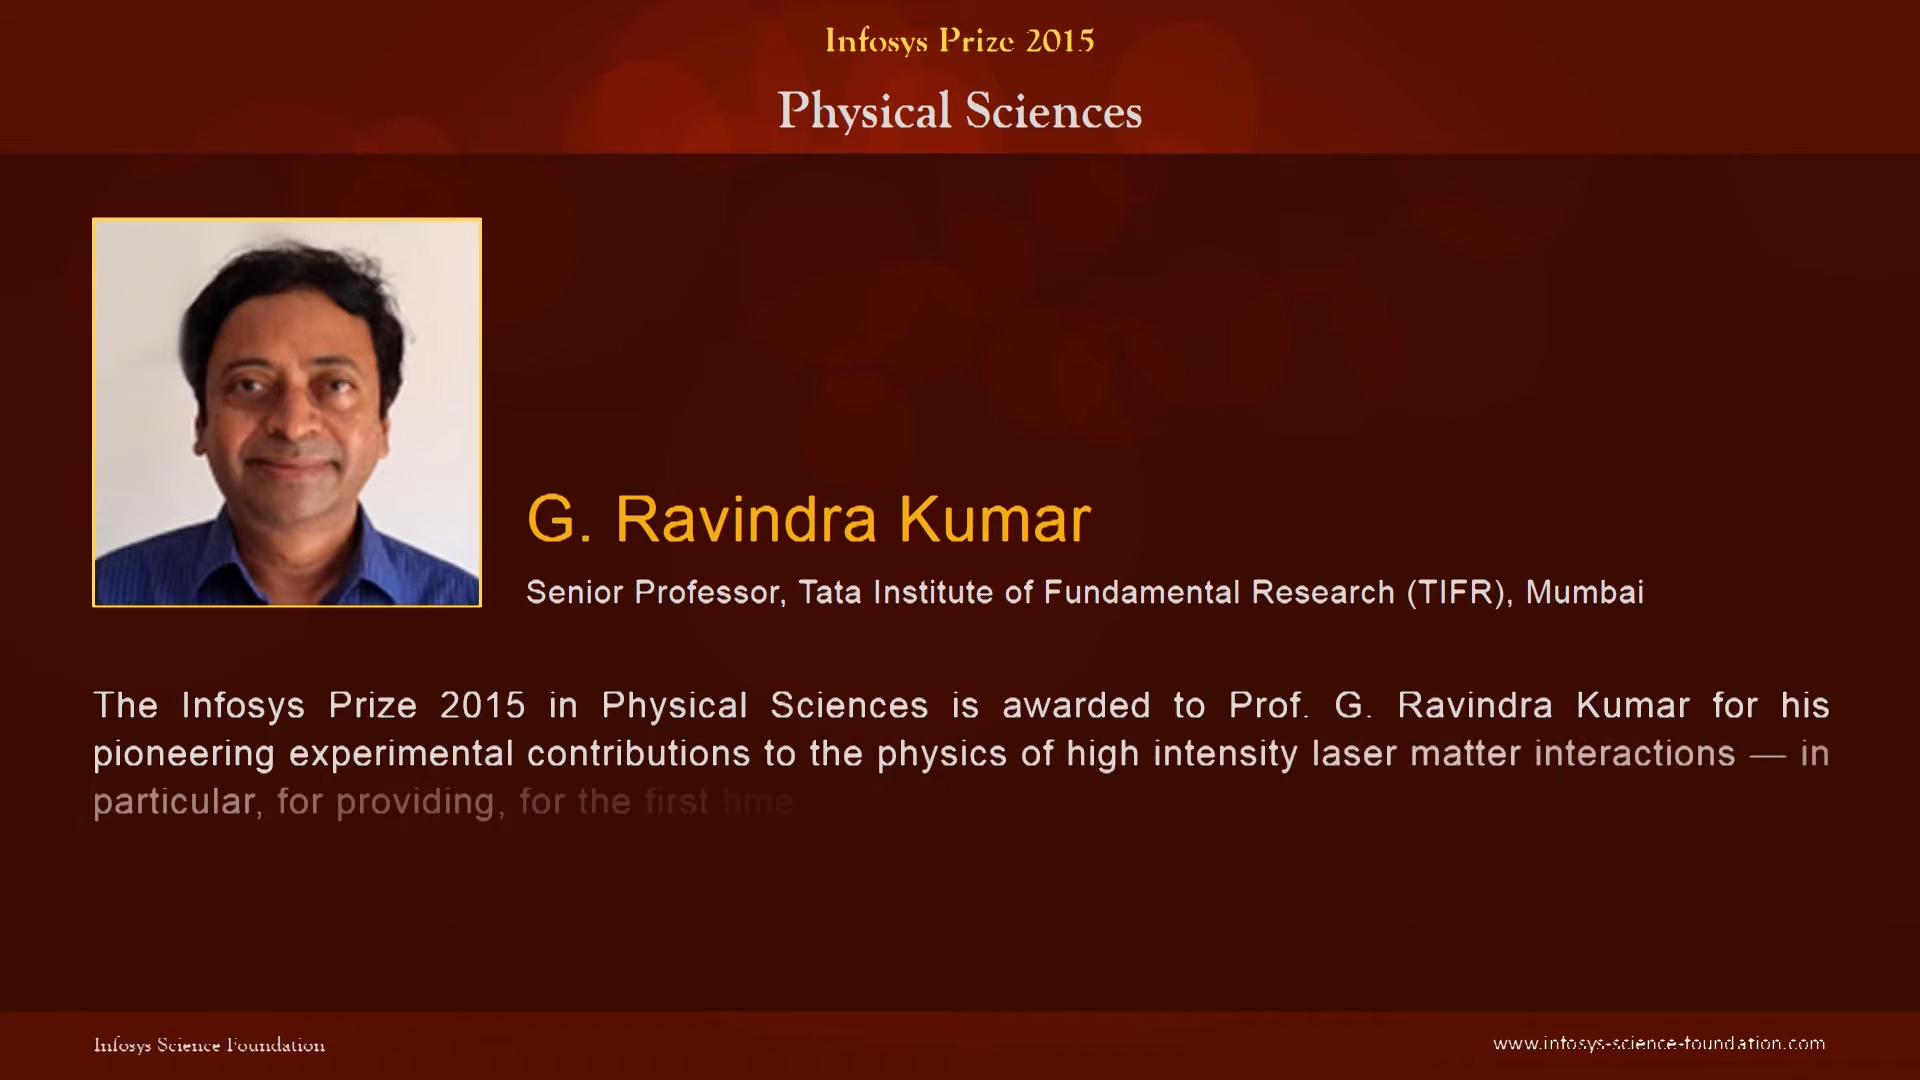 Infosys Prize 2015
Physical Sciences
G. Ravindra Kumar
Senior Professor, Tata Institute of Fundamental Research (TIFR), Mumbai
The Infosys Prize 2015 in Physical Sciences is awarded to Prof. G. Ravindra Kumar for his
pioneering experimental contributions to the physics of high intensity laser matter interactions — in
particular, for providing, for the first
Infosys Science Foundation
www.infosys-science-foundation.com